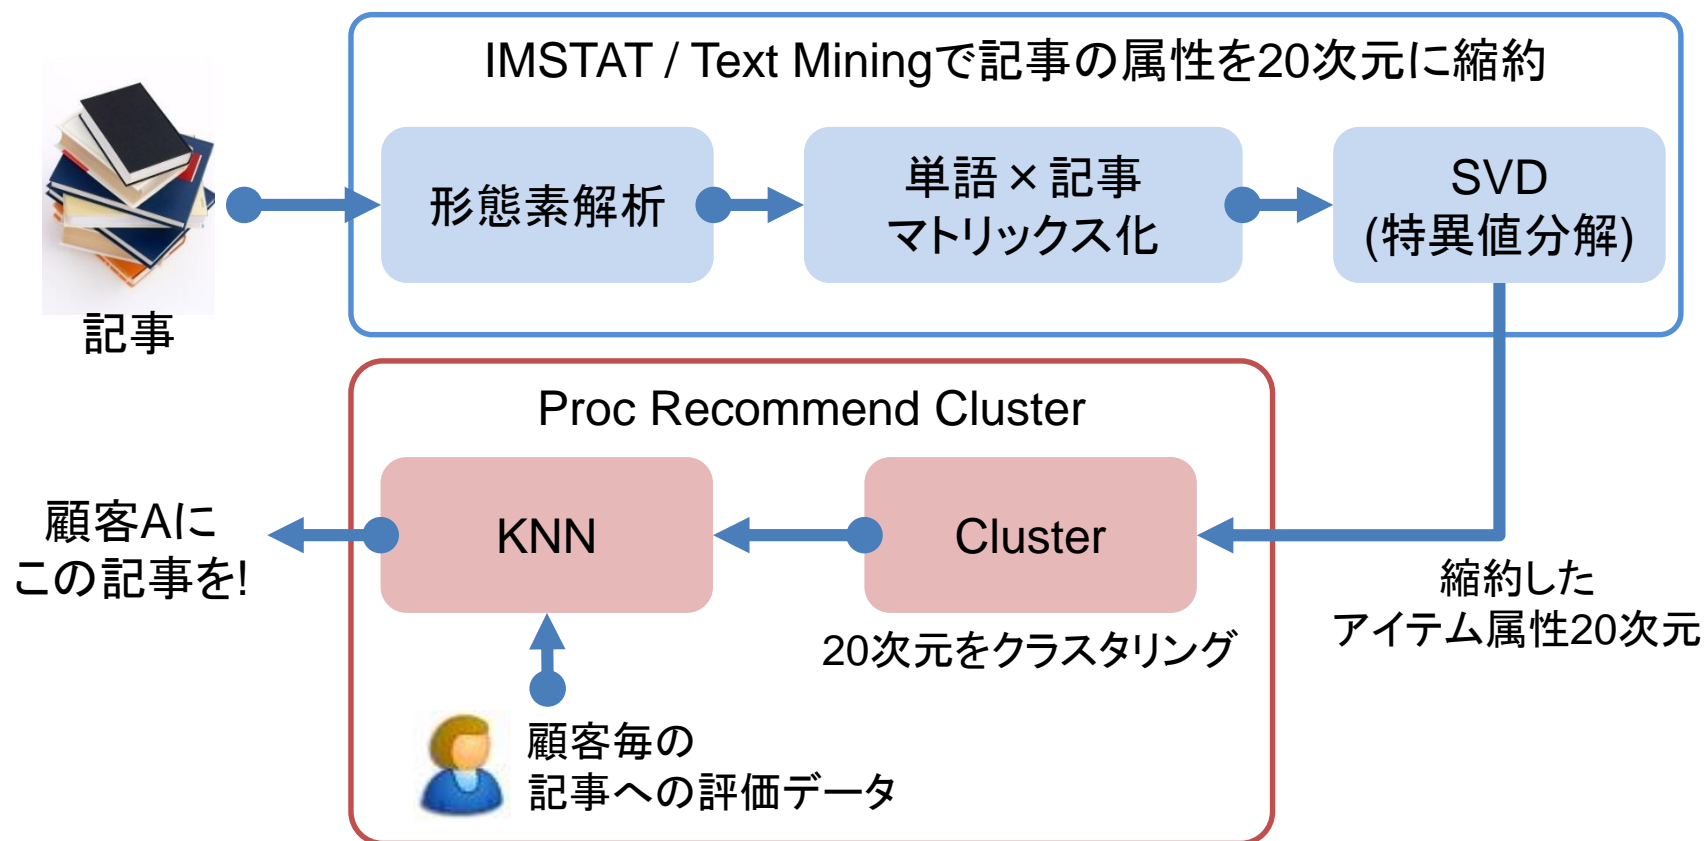 IMSTAT / Text Miningで記事の属性を20次元に縮約
形態素解析
単語×記事
マトリックス化
SVD
(特異値分解)
記事
Proc Recommend Cluster
顧客Aに
この記事を!
KNN
Cluster
縮約した
アイテム属性20次元
20次元をクラスタリング
顧客毎の
記事への評価データ